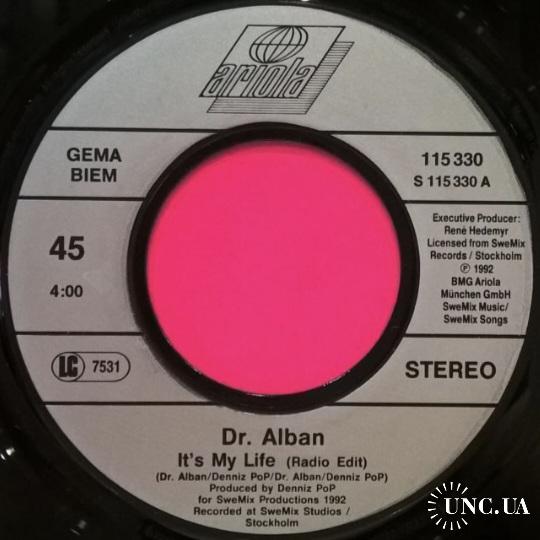 ariola
GEMA
BIEM
115 330
S 115 330 A
45
4:00
Executive Producer:
René Hedemyr
Licensed from SweMix
Records / Stockholm
℗ 1992
BMG Ariola
München GmbH
SweMix Music/
SweMix Songs
LC 7531
STEREO
Dr. Alban
It's My Life (Radio Edit)
(Dr. Alban/Denniz PoP/Dr. Alban/Denniz PoP)
Produced by Denniz PoP
for SweMix Productions 1992
Recorded at SweMix Studios /
Stockholm
UNC.UA